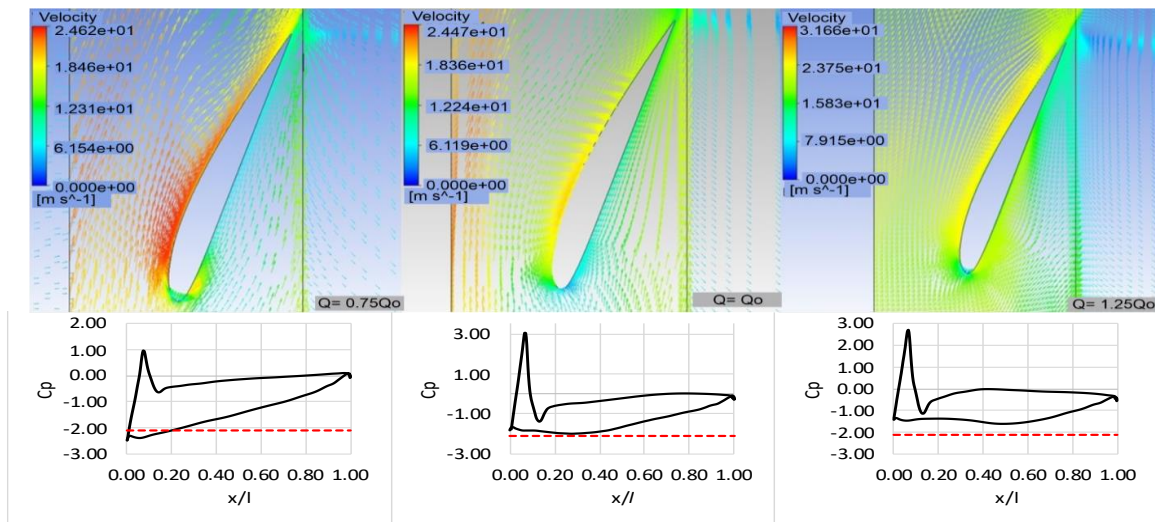 Velocity
2.462e+01
1.846e+01
1.231e+01
6.154e+00
0.000e+00
[m s^-1]
Q= 0.75Qo
Velocity
2.447e+01
1.836e+01
1.224e+01
6.119e+00
0.000e+00
[m s^-1]
Q= Qo
Velocity
3.166e+01
2.375e+01
1.583e+01
7.915e+00
0.000e+00
[m s^-1]
Q= 1.25Qo
2.00
1.00
0.00
-1.00
-2.00
-3.00
Cp
0.00 0.20 0.40 0.60 0.80 1.00
x/l
3.00
1.00
-1.00
-3.00
Cp
0.00 0.20 0.40 0.60 0.80 1.00
x/l
3.00
2.00
1.00
0.00
-1.00
-2.00
-3.00
Cp
0.00 0.20 0.40 0.60 0.80 1.00
x/l